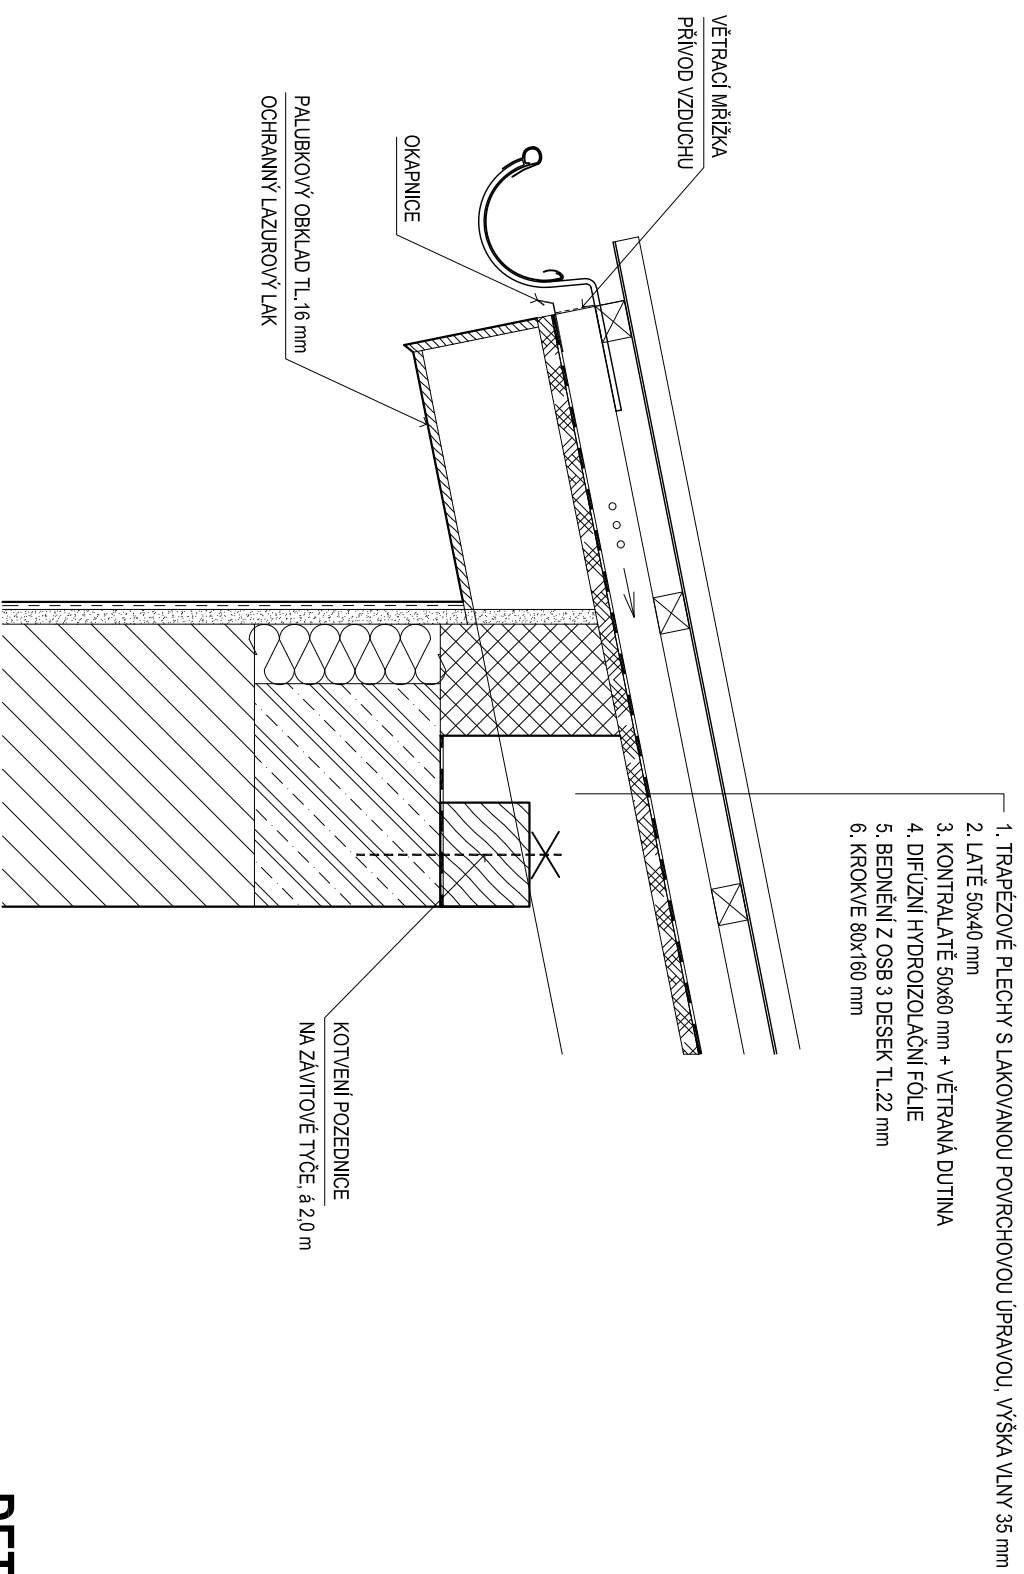 1. TRAPÉZOVÉ PLECHY S LAKOVANOU POVRCHOVOU ÚPRAVOU, VÝŠKA VLNY 35 mm
2. LATĚ 50x40 mm
3. KONTRALATĚ 50x60 mm + VĚTRANÁ DUTINA
4. DIFÚZNÍ HYDROIZOLAČNÍ FÓLIE
5. BEDNĚNÍ Z OSB 3 DESEK TL.22 mm
6. KROKVE 80x160 mm
VĚTRACÍ MŘÍŽKA
PŘÍVOD VZDUCHU
OKAPNICE
PALUBKOVÝ OBKLAD TL.16 mm
OCHRANNÝ LAZUROVÝ LAK
KOTVENÍ POZEDNICE
NA ZÁVITOVÉ TYČE, á 2,0 m